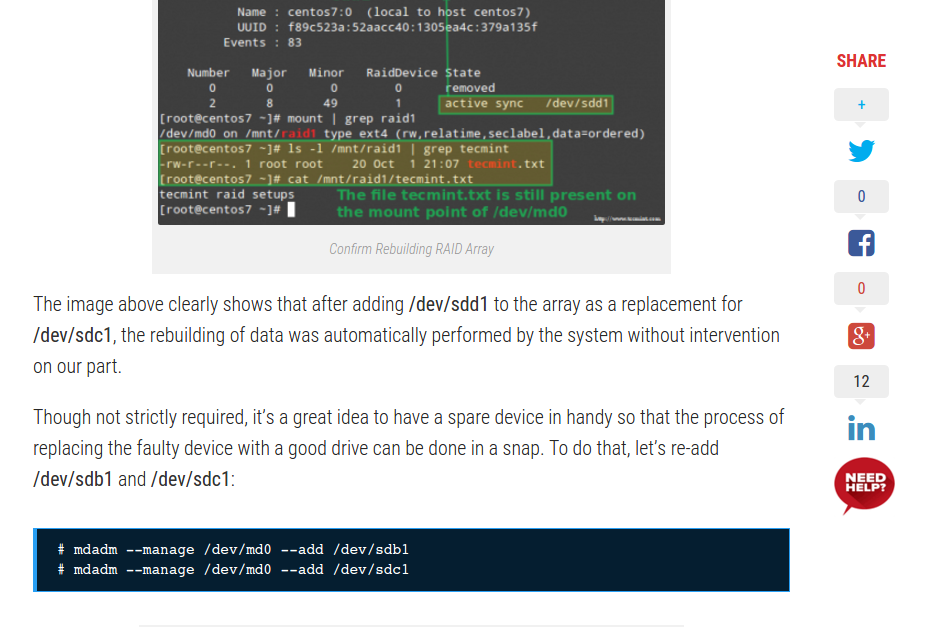 Name : centos7:0  (local to host centos7)
UUID : f89c523a:52aacc40:1305ea4c:379a135f
Events : 83
Number   Major   Minor   RaidDevice State
0        0        0        0      removed
2        8       49        1      active sync   /dev/sdd1
[root@centos7 ~]# mount | grep raid1
/dev/md0 on /mnt/raid1 type ext4 (rw,relatime,seclabel,data=ordered)
[root@centos7 ~]# ls -l /mnt/raid1 | grep tecmint
-rw-r--r--. 1 root root    20 Oct  1 21:07 tecmint.txt
[root@centos7 ~]# cat /mnt/raid1/tecmint.txt
tecmint raid setups
[root@centos7 ~]#
The file tecmint.txt is still present on
the mount point of /dev/md0
http://www.tecmint.com
Confirm Rebuilding RAID Array
The image above clearly shows that after adding /dev/sdd1 to the array as a replacement for
/dev/sdc1, the rebuilding of data was automatically performed by the system without intervention
on our part.
Though not strictly required, it’s a great idea to have a spare device in handy so that the process of
replacing the faulty device with a good drive can be done in a snap. To do that, let’s re-add
/dev/sdb1 and /dev/sdc1:
# mdadm --manage /dev/md0 --add /dev/sdb1
# mdadm --manage /dev/md0 --add /dev/sdc1
SHARE
+
0
f
0
g+
12
in
NEED
HELP?